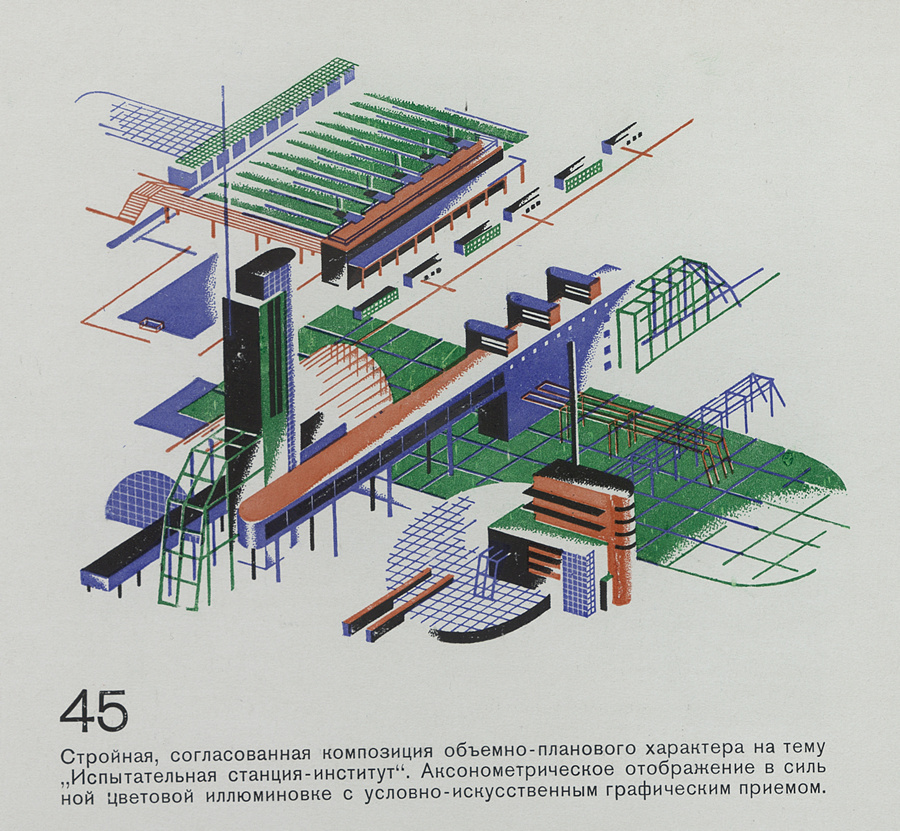 45
Стройная, согласованная композиция объемно-планового характера на тему
„Испытательная станция-институт“. Аксонометрическое отображение в силь
ной цветовой иллюминовке с условно-искусственным графическим приемом.